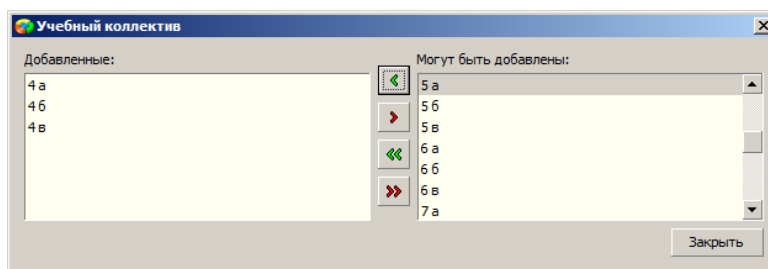 Учебный коллектив
Добавленные:
4 а
4 б
4 в
Могут быть добавлены:
5 а
5 б
5 в
6 а
6 б
6 в
7 а
Закрыть